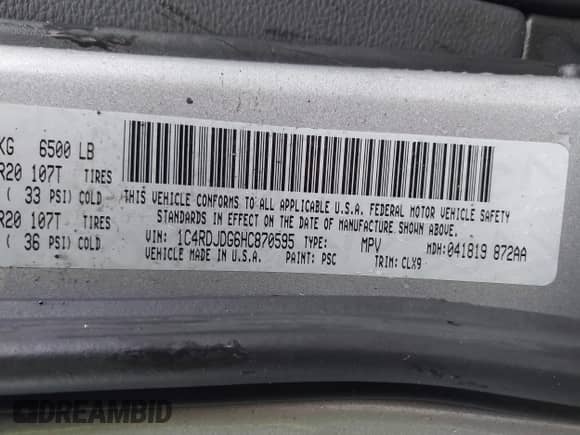 KG 6500 LB
R20 107T TIRES
( 33 PSI) COLD
R20 107T TIRES
( 36 PSI) COLD
THIS VEHICLE CONFORMS TO ALL APPLICABLE U.S.A. FEDERAL MOTOR VEHICLE SAFETY
STANDARDS IN EFFECT ON THE DATE OF MANUFACTURE SHOWN ABOVE.
VIN: 1C4RDJDG6HC870595 TYPE: MPV MDH: 041819 872AA
VEHICLE MADE IN U.S.A. PAINT: PSC TRIM: CLX9
DREAMBID